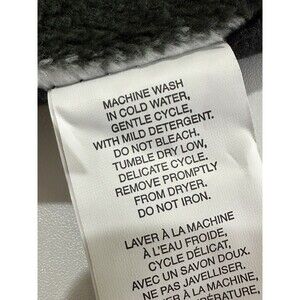 MACHINE WASH
IN COLD WATER,
GENTLE CYCLE,
WITH MILD DETERGENT.
DO NOT BLEACH.
TUMBLE DRY LOW,
DELICATE CYCLE.
REMOVE PROMPTLY
FROM DRYER.
DO NOT IRON.
LAVER À LA MACHINE
À L'EAU FROIDE,
CYCLE DÉLICAT,
AVEC UN SAVON DOUX.
NE PAS JAVELLISER.
À LA MACHINE,